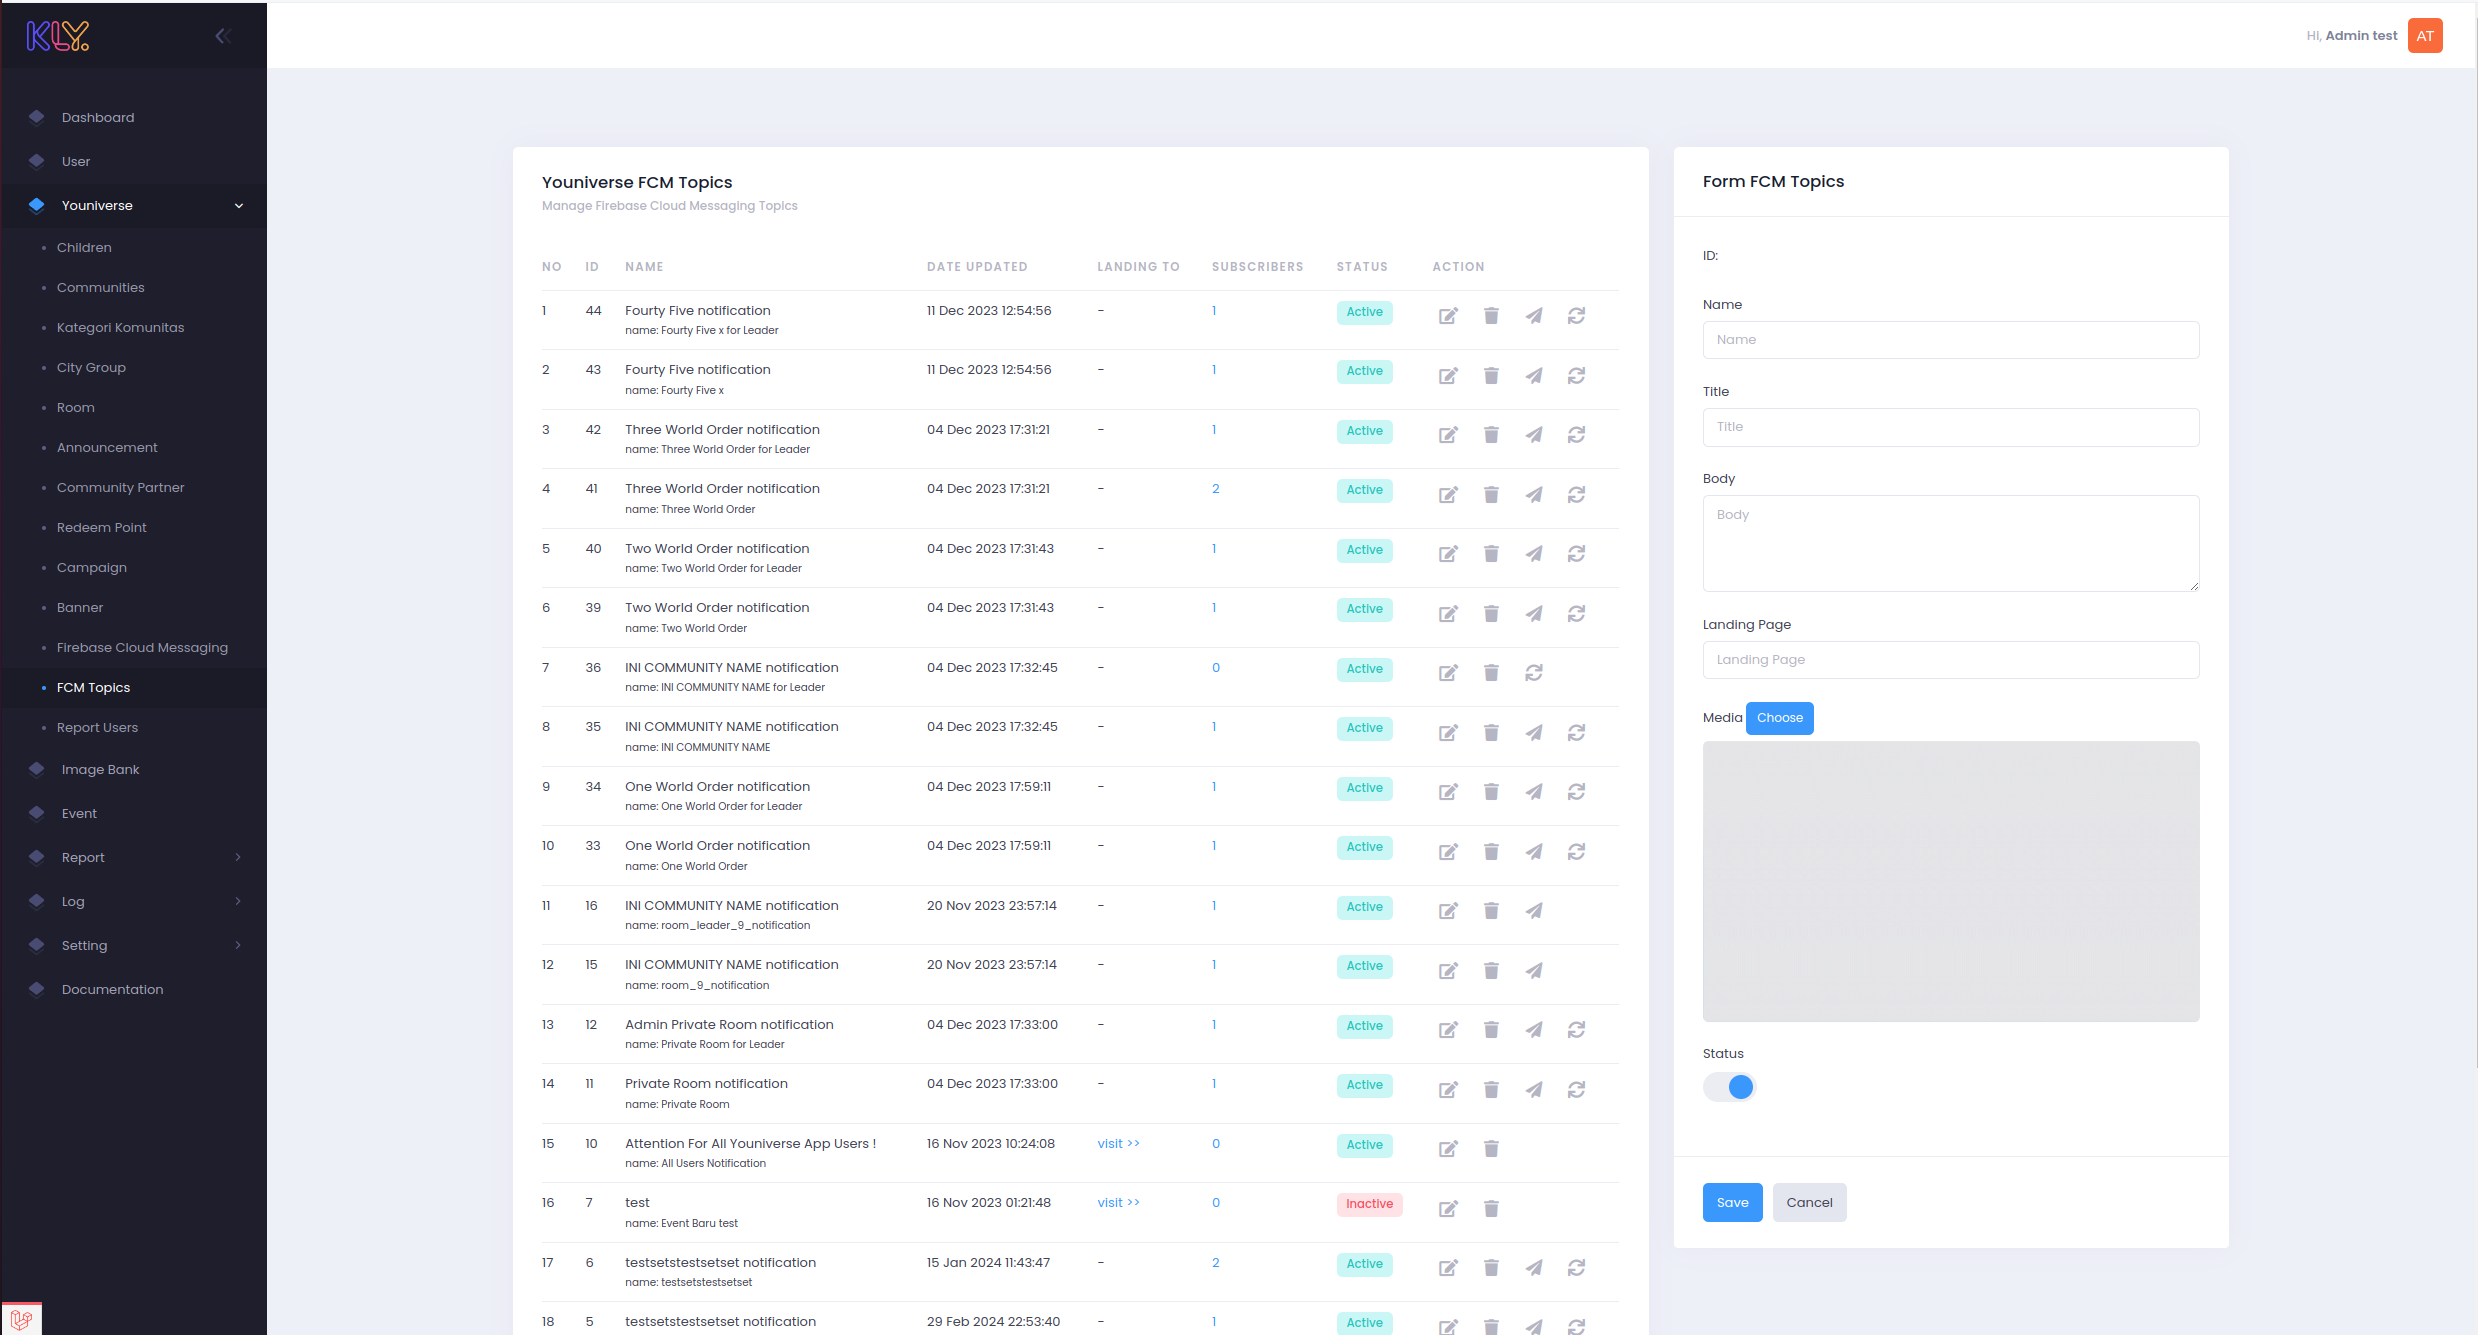 KLY.
Hi, Admin test AT
Dashboard
User
Youniverse
Children
Communities
Kategori Komunitas
City Group
Room
Announcement
Community Partner
Redeem Point
Campaign
Banner
Firebase Cloud Messaging
FCM Topics
Report Users
Image Bank
Event
Report
Log
Setting
Documentation
Youniverse FCM Topics
Manage Firebase Cloud Messaging Topics
NO ID NAME DATE UPDATED LANDING TO SUBSCRIBERS STATUS ACTION
1 44 Fourty Five notification 11 Dec 2023 12:54:56 - 1 Active
name: Fourty Five x for Leader
2 43 Fourty Five notification 11 Dec 2023 12:54:56 - 1 Active
name: Fourty Five x
3 42 Three World Order notification 04 Dec 2023 17:31:21 - 1 Active
name: Three World Order for Leader
4 41 Three World Order notification 04 Dec 2023 17:31:21 - 2 Active
name: Three World Order
5 40 Two World Order notification 04 Dec 2023 17:31:43 - 1 Active
name: Two World Order for Leader
6 39 Two World Order notification 04 Dec 2023 17:31:43 - 1 Active
name: Two World Order
7 36 INI COMMUNITY NAME notification 04 Dec 2023 17:32:45 - 0 Active
name: INI COMMUNITY NAME for Leader
8 35 INI COMMUNITY NAME notification 04 Dec 2023 17:32:45 - 1 Active
name: INI COMMUNITY NAME
9 34 One World Order notification 04 Dec 2023 17:59:11 - 1 Active
name: One World Order for Leader
10 33 One World Order notification 04 Dec 2023 17:59:11 - 1 Active
name: One World Order
11 16 INI COMMUNITY NAME notification 20 Nov 2023 23:57:14 - 1 Active
name: room_leader_9_notification
12 15 INI COMMUNITY NAME notification 20 Nov 2023 23:57:14 - 1 Active
name: room_9_notification
13 12 Admin Private Room notification 04 Dec 2023 17:33:00 - 1 Active
name: Private Room for Leader
14 11 Private Room notification 04 Dec 2023 17:33:00 - 1 Active
name: Private Room
15 10 Attention For All Youniverse App Users ! 16 Nov 2023 10:24:08 visit >> 0 Active
name: All Users Notification
16 7 test 16 Nov 2023 01:21:48 visit >> 0 Inactive
name: Event Baru test
17 6 testsetstestsetset notification 15 Jan 2024 11:43:47 - 2 Active
name: testsetstestsetset
18 5 testsetstestsetset notification 29 Feb 2024 22:53:40 - 1 Active
Form FCM Topics
ID:
Name
Name
Title
Title
Body
Body
Landing Page
Landing Page
Media Choose
Status
Save Cancel